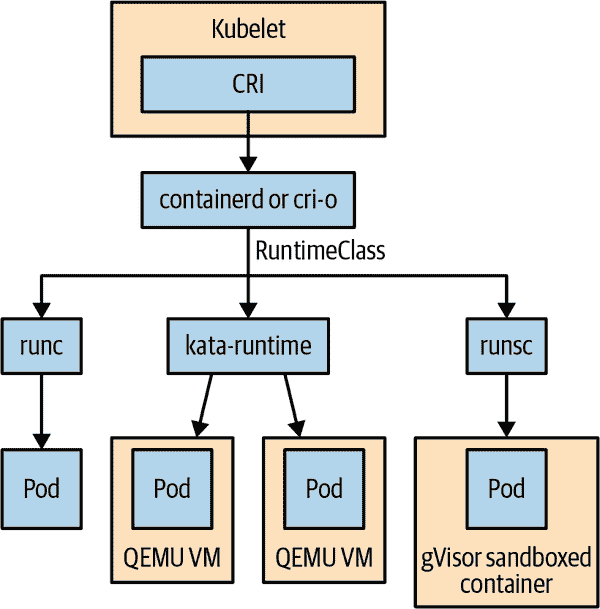 Kubelet
CRI
containerd or cri-o
RuntimeClass
runc
kata-runtime
runsc
Pod
Pod
Pod
Pod
QEMU VM
QEMU VM
gVisor sandboxed
container